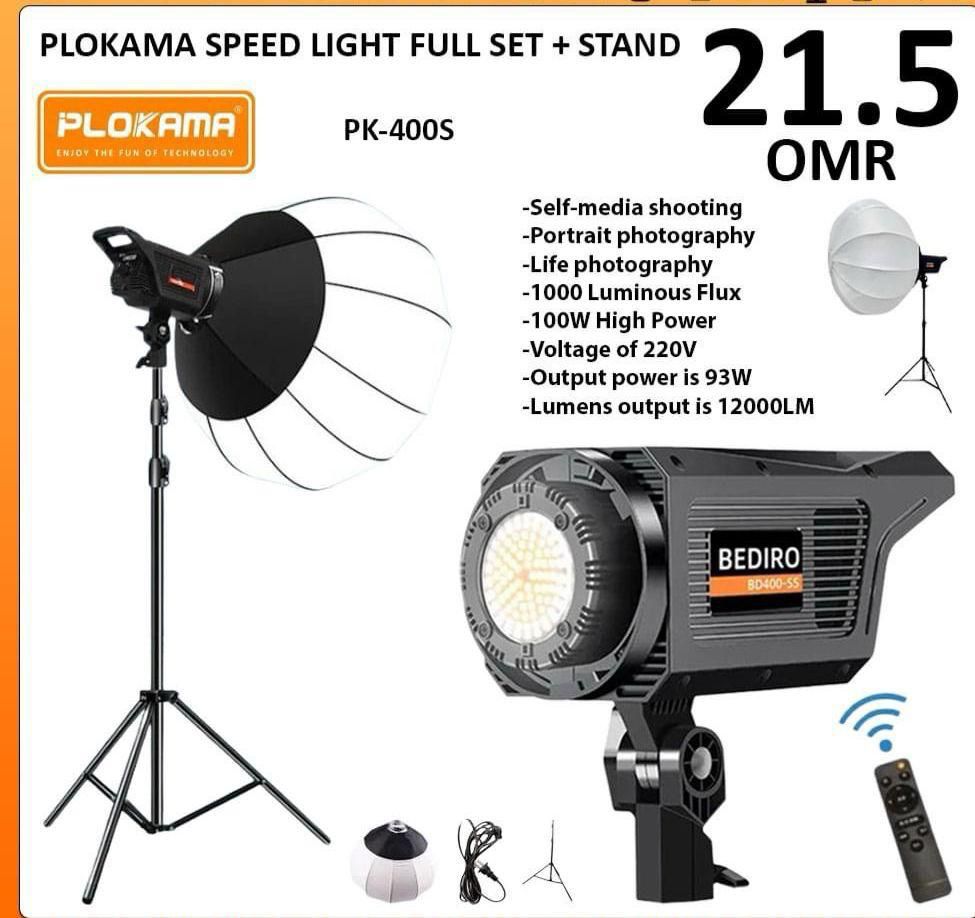 PLOKAMA SPEED LIGHT FULL SET + STAND
21.5
OMR
PLOKAMA®
ENJOY THE FUN OF TECHNOLOGY
PK-400S
-Self-media shooting
-Portrait photography
-Life photography
-1000 Luminous Flux
-100W High Power
-Voltage of 220V
-Output power is 93W
-Lumens output is 12000LM
BEDIRO
BD400-SS